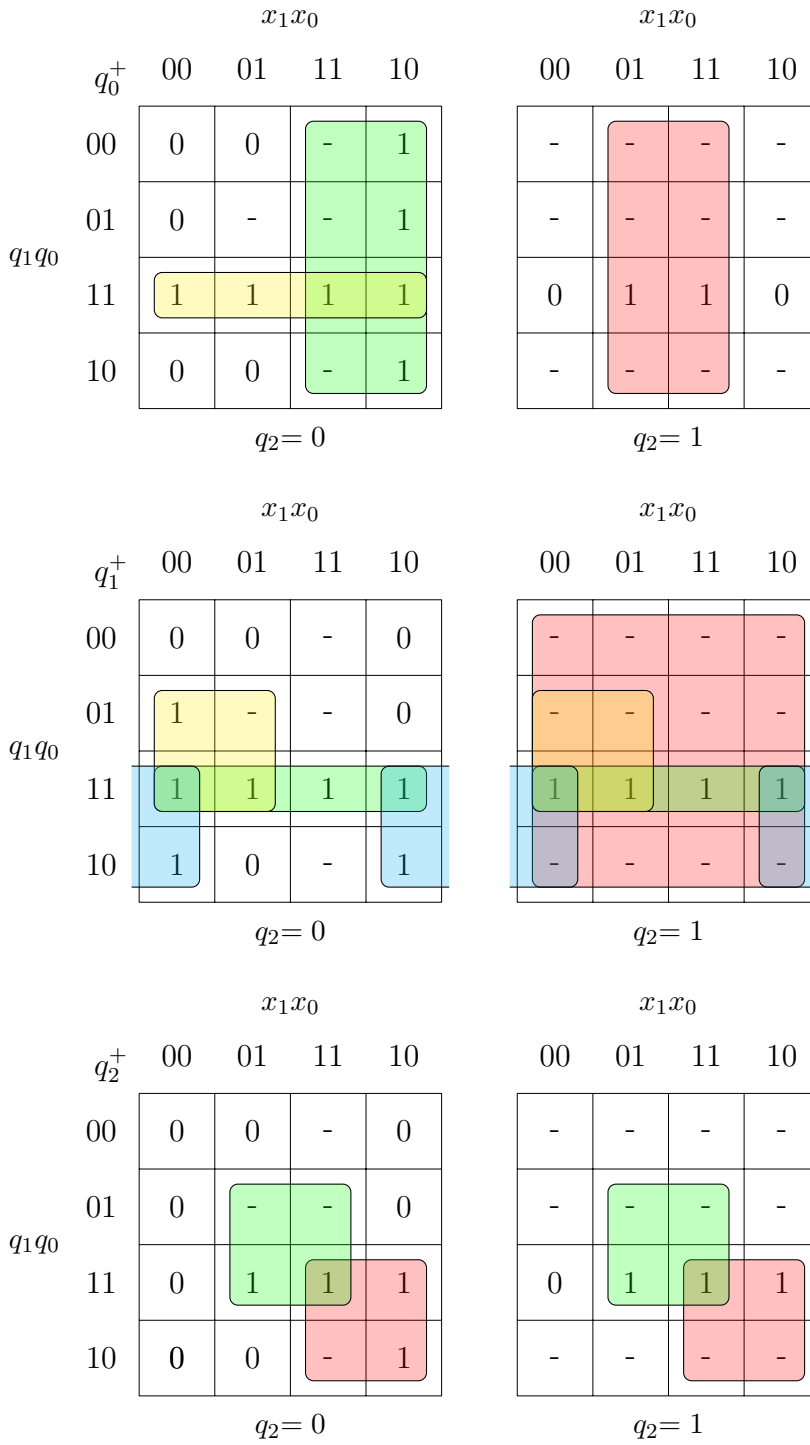 x₁x₀ x₁x₀
q₀⁺ 00 01 11 10 00 01 11 10
00 0 0 - 1 - - - -
01 0 - - 1 - - - -
q₁q₀
11 1 1 1 1 0 1 1 0
10 0 0 - 1 - - - -
q₂= 0 q₂= 1
x₁x₀ x₁x₀
q₁⁺ 00 01 11 10 00 01 11 10
00 0 0 - 0 - - - -
01 1 - - 0 - - - -
q₁q₀
11 1 1 1 1 1 1 1 1
10 1 0 - 1 - - - -
q₂= 0 q₂= 1
x₁x₀ x₁x₀
q₂⁺ 00 01 11 10 00 01 11 10
00 0 0 - 0 - - - -
01 0 - - 0 - - - -
q₁q₀
11 0 1 1 1 0 1 1 1
10 0 0 - 1 - - - -
q₂= 0 q₂= 1